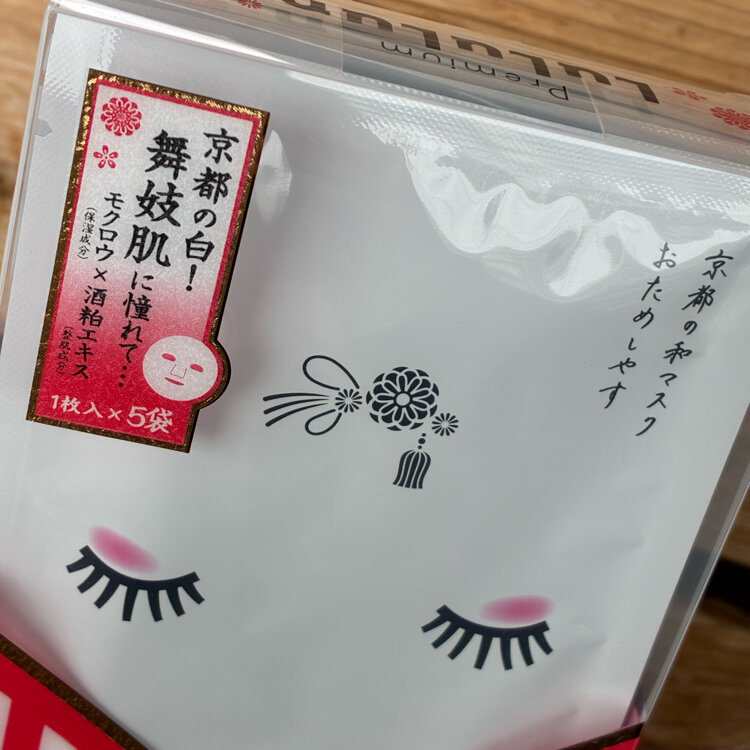 LuLuLun
Premium
京都の白！
舞妓肌に憧れて…
モクロウ×酒粕エキス
［保湿成分］
［整肌成分］
1枚入×5袋
京都の和マスク
おためしやす